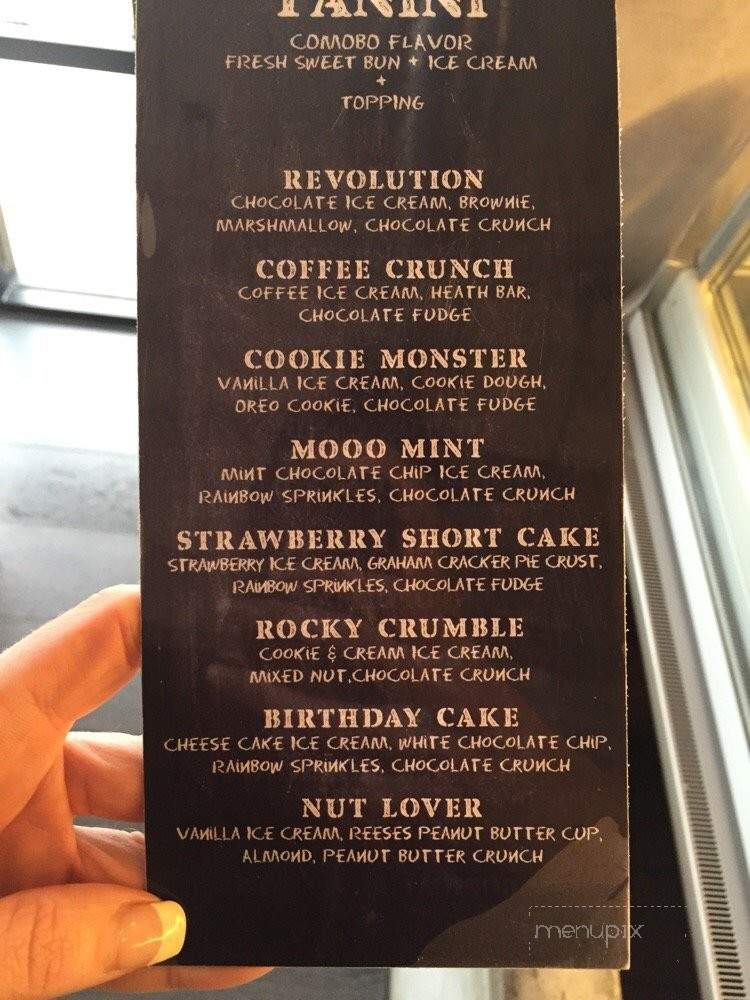 PANINI
COMOBO FLAVOR
FRESH SWEET BUN + ICE CREAM
+
TOPPING
REVOLUTION
CHOCOLATE ICE CREAM, BROWNIE,
MARSHMALLOW, CHOCOLATE CRUNCH
COFFEE CRUNCH
COFFEE ICE CREAM, HEATH BAR,
CHOCOLATE FUDGE
COOKIE MONSTER
VANILLA ICE CREAM, COOKIE DOUGH,
OREO COOKIE, CHOCOLATE FUDGE
MOOO MINT
MINT CHOCOLATE CHIP ICE CREAM,
RAINBOW SPRINKLES, CHOCOLATE CRUNCH
STRAWBERRY SHORT CAKE
STRAWBERRY ICE CREAM, GRAHAM CRACKER PIE CRUST,
RAINBOW SPRINKLES, CHOCOLATE FUDGE
ROCKY CRUMBLE
COOKIE & CREAM ICE CREAM,
MIXED NUT,CHOCOLATE CRUNCH
BIRTHDAY CAKE
CHEESE CAKE ICE CREAM, WHITE CHOCOLATE CHIP,
RAINBOW SPRINKLES, CHOCOLATE CRUNCH
NUT LOVER
VANILLA ICE CREAM, REESES PEANUT BUTTER CUP,
ALMOND, PEANUT BUTTER CRUNCH
menupix